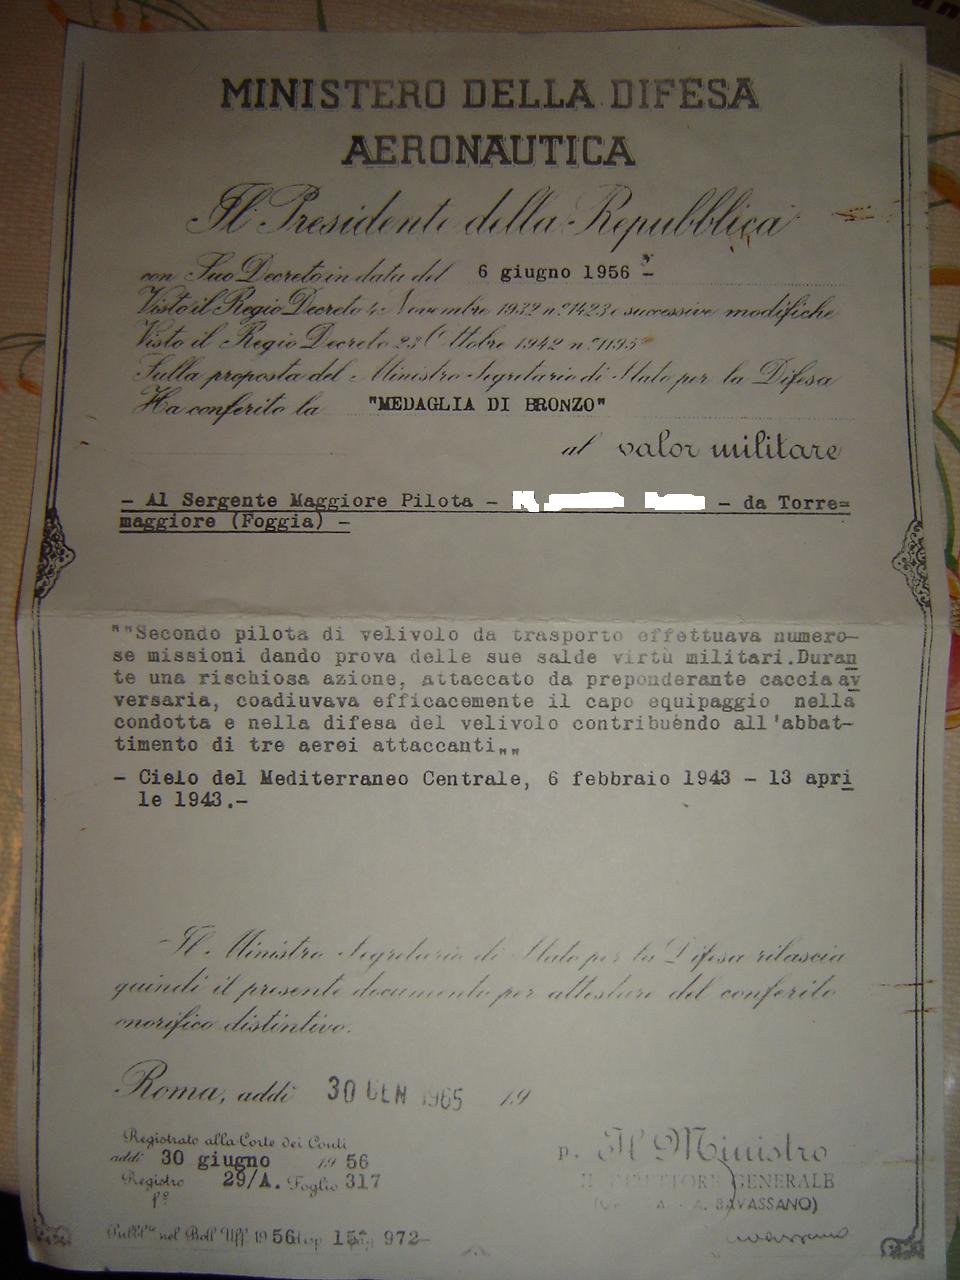 MINISTERO DELLA DIFESA
AERONAUTICA
Il Presidente della Repubblica
con Suo Decreto in data del 6 giugno 1956 -
Visto il Regio Decreto 4 Novembre 1932 n.º 1423 e successive modifiche
Visto il Regio Decreto 23 Ottobre 1942 n.º 1195
Sulla proposta del Ministro Segretario di Stato per la Difesa
Ha conferito la "MEDAGLIA DI BRONZO"
al valor militare
- Al Sergente Maggiore Pilota - - da Torre=
maggiore (Foggia) -
""Secondo pilota di velivolo da trasporto effettuava numero-
se missioni dando prova delle sue salde virtù militari.Duran
te una rischiosa azione, attaccato da preponderante caccia av
versaria, coadiuvava efficacemente il capo equipaggio nella
condotta e nella difesa del velivolo contribuendo all'abbat-
timento di tre aerei attaccanti""
- Cielo del Mediterraneo Centrale, 6 febbraio 1943 - 13 apri
le 1943.-
Il Ministro Segretario di Stato per la Difesa rilascia
quindi il presente documento per attestare del conferito
onorifico distintivo.
Roma, addì 30 GEN 1965 19
Registrato alla Corte dei Conti
addì 30 giugno 19 56
Registro 29/A. Foglio 317
p. Il Ministro
IL DIRETTORE GENERALE
A. BAVASSANO)
nel Boll Uff. 1956 972-